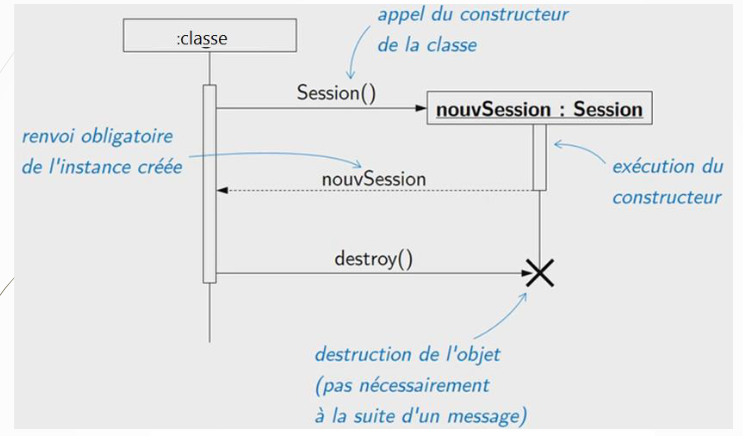 appel du constructeur
de la classe
:classe
Session()
nouvSession : Session
renvoi obligatoire
de l'instance créée
nouvSession
exécution du
constructeur
destroy()
destruction de l'objet
(pas nécessairement
à la suite d'un message)